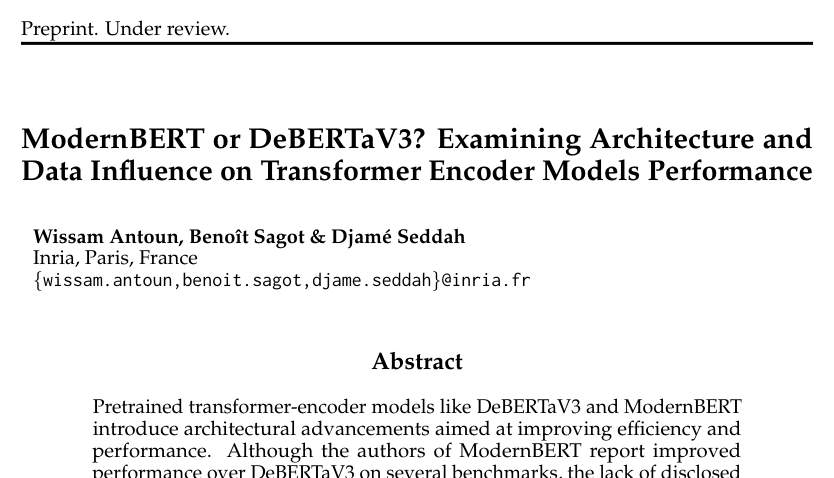 Preprint. Under review.
ModernBERT or DeBERTaV3? Examining Architecture and
Data Influence on Transformer Encoder Models Performance
Wissam Antoun, Benoît Sagot & Djamé Seddah
Inria, Paris, France
{wissam.antoun,benoit.sagot,djame.seddah}@inria.fr
Abstract
Pretrained transformer-encoder models like DeBERTaV3 and ModernBERT
introduce architectural advancements aimed at improving efficiency and
performance. Although the authors of ModernBERT report improved
performance over DeBERTaV3 on several benchmarks, the lack of disclosed